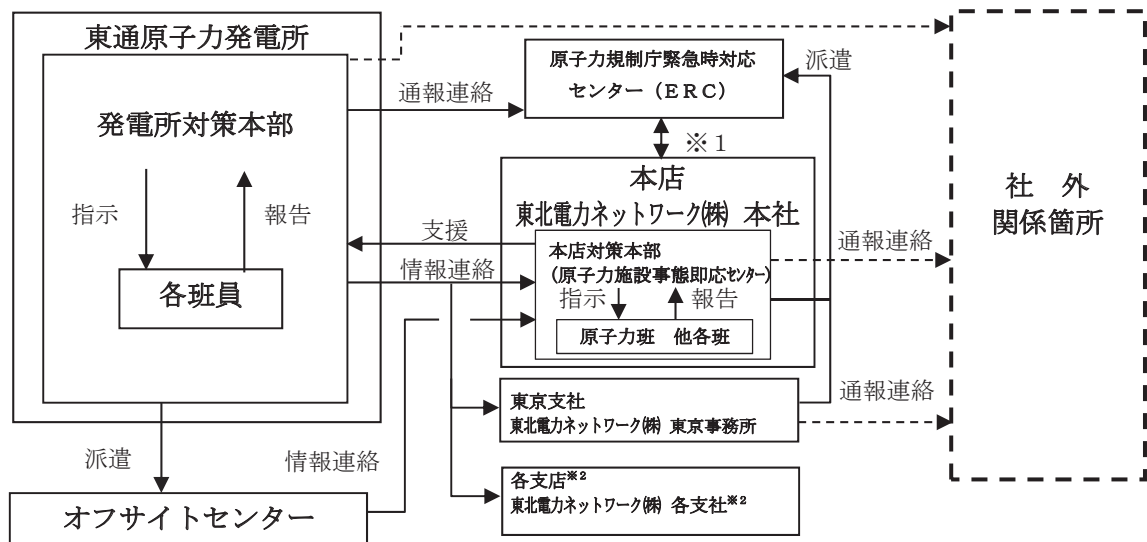 東通原子力発電所
発電所対策本部
指示
報告
各班員
派遣
オフサイトセンター
通報連絡
支援
情報連絡
情報連絡
原子力規制庁緊急時対応
センター（ＥＲＣ）
派遣
※１
本店
東北電力ネットワーク㈱ 本社
本店対策本部
(原子力施設事態即応センター)
指示
報告
原子力班　他各班
東京支社
東北電力ネットワーク㈱ 東京事務所
各支店※2
東北電力ネットワーク㈱ 各支社※2
通報連絡
通報連絡
社　外
関係箇所